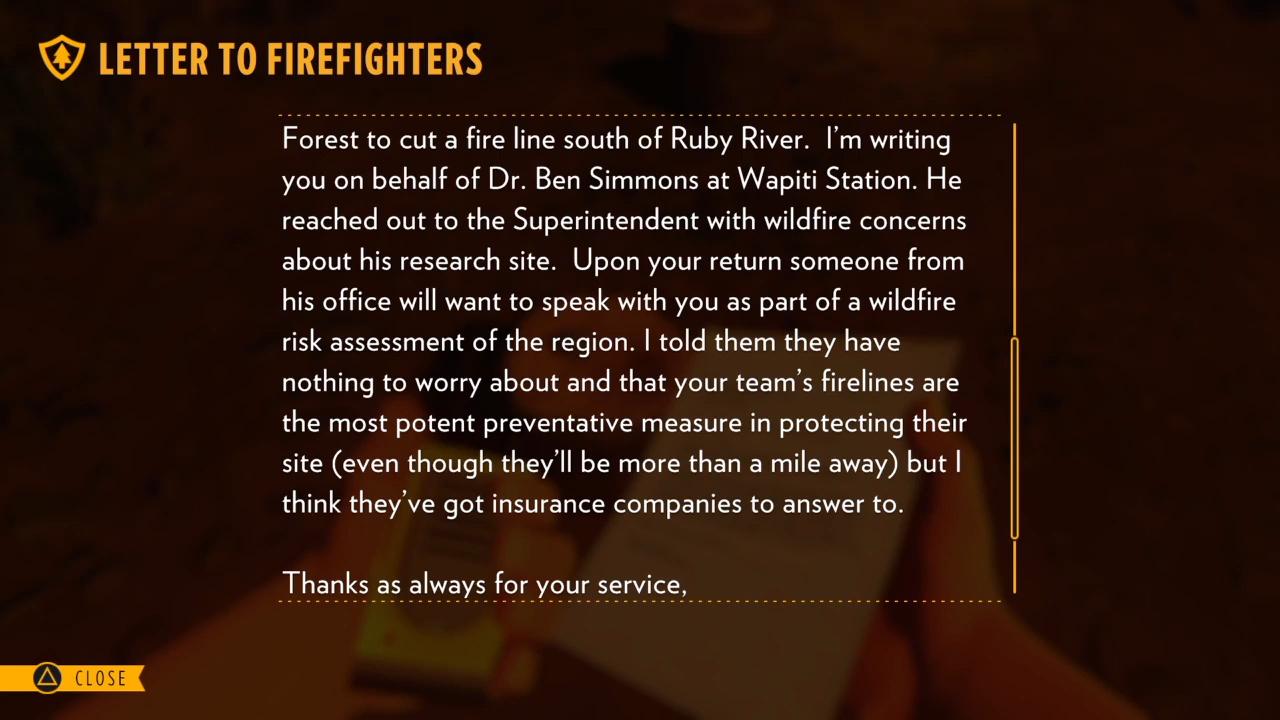 LETTER TO FIREFIGHTERS
Forest to cut a fire line south of Ruby River.  I'm writing
you on behalf of Dr. Ben Simmons at Wapiti Station. He
reached out to the Superintendent with wildfire concerns
about his research site.  Upon your return someone from
his office will want to speak with you as part of a wildfire
risk assessment of the region. I told them they have
nothing to worry about and that your team's firelines are
the most potent preventative measure in protecting their
site (even though they'll be more than a mile away) but I
think they've got insurance companies to answer to.
Thanks as always for your service,
CLOSE